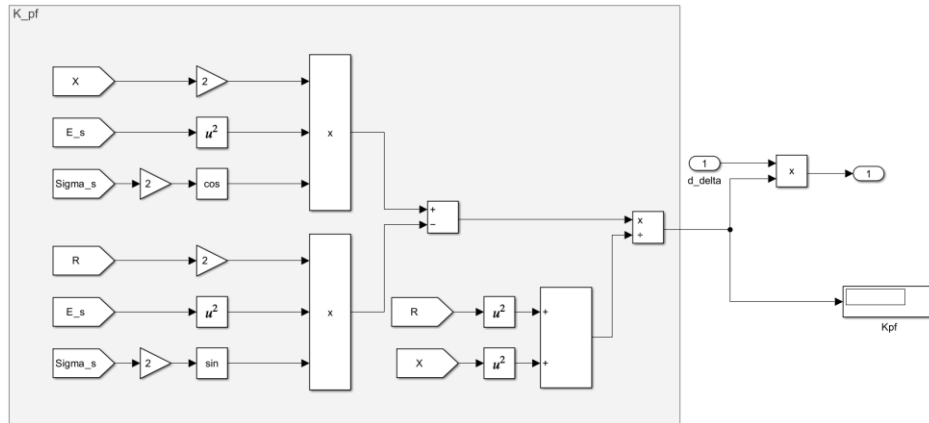 K_pf
X
2
x
E_s
u²
Sigma_s
2
cos
+
−
1
d_delta
x
1
x
÷
R
2
x
E_s
u²
Sigma_s
2
sin
R
u²
+
X
u²
+
Kpf